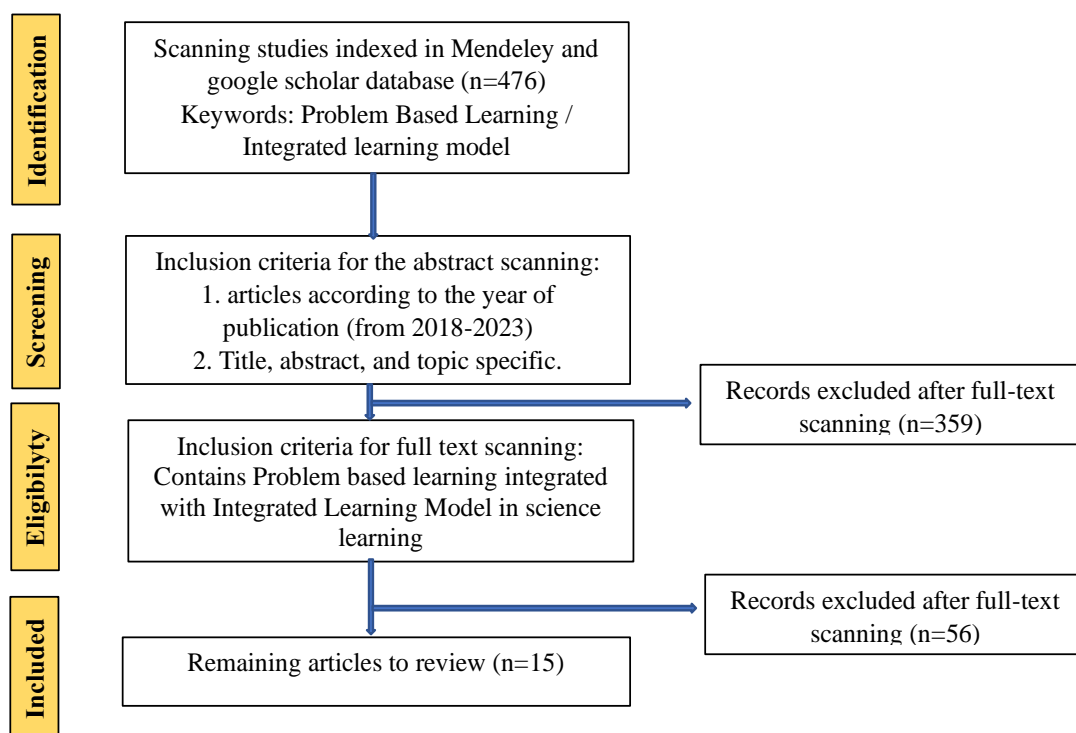 Identification
Scanning studies indexed in Mendeley and
google scholar database (n=476)
Keywords: Problem Based Learning /
Integrated learning model
Screening
Inclusion criteria for the abstract scanning:
1. articles according to the year of
publication (from 2018-2023)
2. Title, abstract, and topic specific.
Records excluded after full-text
scanning (n=359)
Eligibilyty
Inclusion criteria for full text scanning:
Contains Problem based learning integrated
with Integrated Learning Model in science
learning
Records excluded after full-text
scanning (n=56)
Included
Remaining articles to review (n=15)